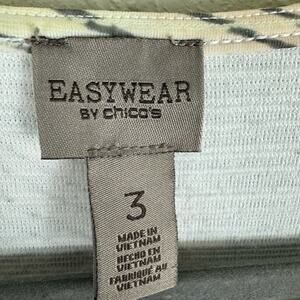 EASYWEAR
BY chico's
3
MADE IN
VIETNAM
HECHO EN
VIETNAM
FABRIQUÉ AU
VIETNAM